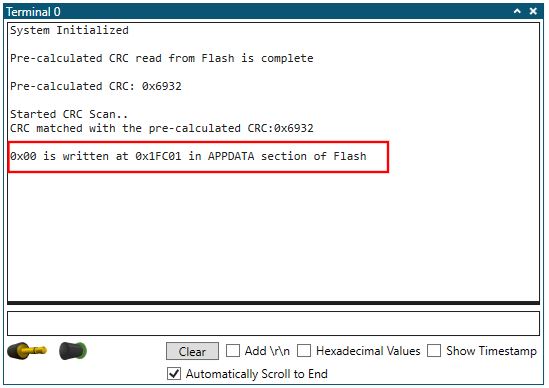 Terminal 0
System Initialized
Pre-calculated CRC read from Flash is complete
Pre-calculated CRC: 0x6932
Started CRC Scan..
CRC matched with the pre-calculated CRC:0x6932
0x00 is written at 0x1FC01 in APPDATA section of Flash
Clear
Add \r\n
Hexadecimal Values
Show Timestamp
Automatically Scroll to End